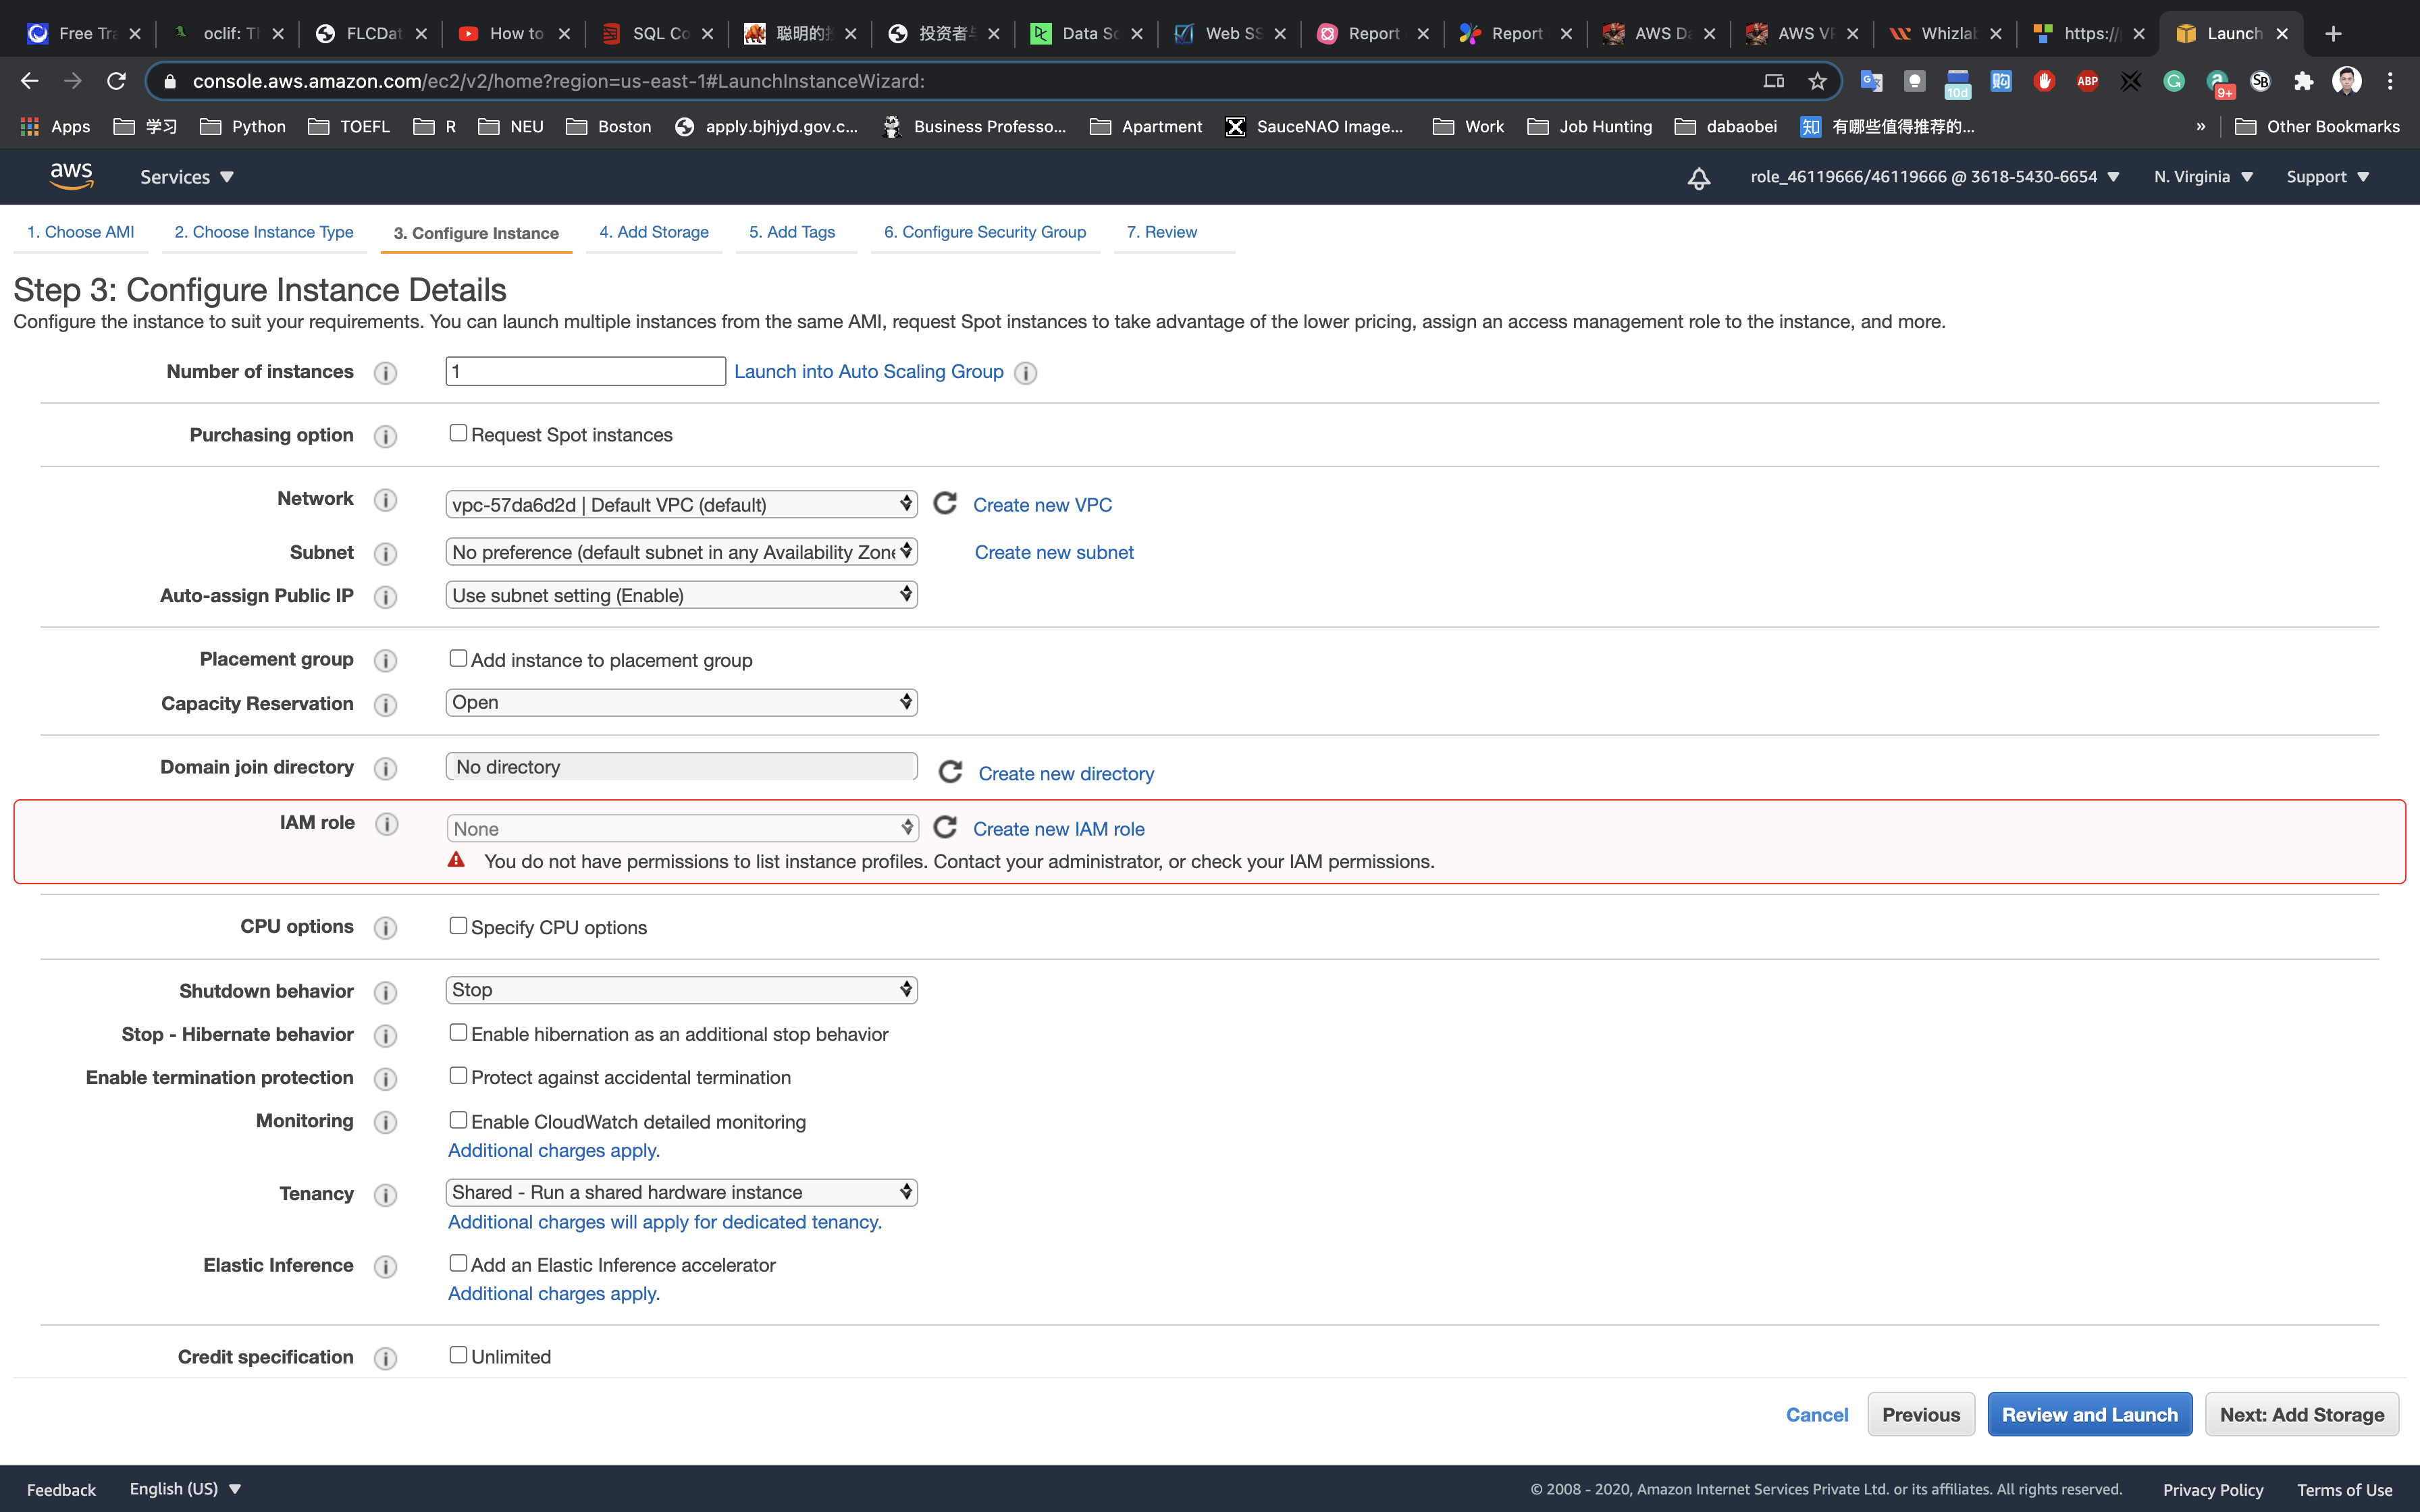 Free Tra
oclif: Th
FLCDat
How to
SQL Co
聪明的
投资者
Data Sc
Web SS
Report
Report
AWS Da
AWS VP
Whizlab
https://
Launch
console.aws.amazon.com/ec2/v2/home?region=us-east-1#LaunchInstanceWizard:
10d
ABP
9+
SB
Apps
学习
Python
TOEFL
R
NEU
Boston
apply.bjhjyd.gov.c...
Business Professo...
Apartment
SauceNAO Image...
Work
Job Hunting
dabaobei
知 有哪些值得推荐的...
»
Other Bookmarks
aws
Services
role_46119666/46119666 @ 3618-5430-6654
N. Virginia
Support
1. Choose AMI
2. Choose Instance Type
3. Configure Instance
4. Add Storage
5. Add Tags
6. Configure Security Group
7. Review
Step 3: Configure Instance Details
Configure the instance to suit your requirements. You can launch multiple instances from the same AMI, request Spot instances to take advantage of the lower pricing, assign an access management role to the instance, and more.
Number of instances
1
Launch into Auto Scaling Group
Purchasing option
Request Spot instances
Network
vpc-57da6d2d | Default VPC (default)
Create new VPC
Subnet
No preference (default subnet in any Availability Zone
Create new subnet
Auto-assign Public IP
Use subnet setting (Enable)
Placement group
Add instance to placement group
Capacity Reservation
Open
Domain join directory
No directory
Create new directory
IAM role
None
Create new IAM role
You do not have permissions to list instance profiles. Contact your administrator, or check your IAM permissions.
CPU options
Specify CPU options
Shutdown behavior
Stop
Stop - Hibernate behavior
Enable hibernation as an additional stop behavior
Enable termination protection
Protect against accidental termination
Monitoring
Enable CloudWatch detailed monitoring
Additional charges apply.
Tenancy
Shared - Run a shared hardware instance
Additional charges will apply for dedicated tenancy.
Elastic Inference
Add an Elastic Inference accelerator
Additional charges apply.
Credit specification
Unlimited
Cancel
Previous
Review and Launch
Next: Add Storage
Feedback
English (US)
© 2008 - 2020, Amazon Internet Services Private Ltd. or its affiliates. All rights reserved.
Privacy Policy
Terms of Use